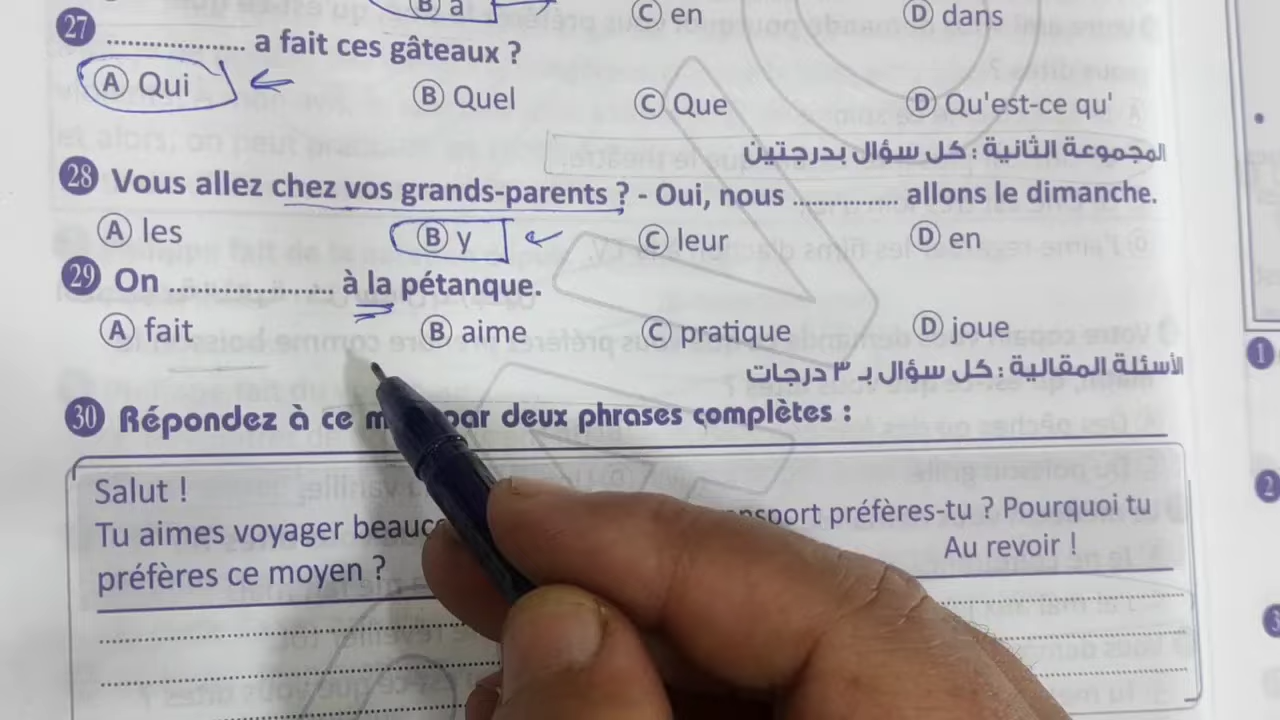 B a C en D dans
27 .................... a fait ces gâteaux ?
A Qui B Quel C Que D Qu'est-ce qu'
المجموعة الثانية : كل سؤال بدرجتين
28 Vous allez chez vos grands-parents ? - Oui, nous ................ allons le dimanche.
A les B y C leur D en
29 On ........................ à la pétanque.
A fait B aime C pratique D joue
الأسئلة المقالية : كل سؤال بـ ٣ درجات
30 Répondez à ce par deux phrases complètes :
Salut !
Tu aimes voyager préfères-tu ? Pourquoi tu
préfères ce moyen ? Au revoir !
1
2
3